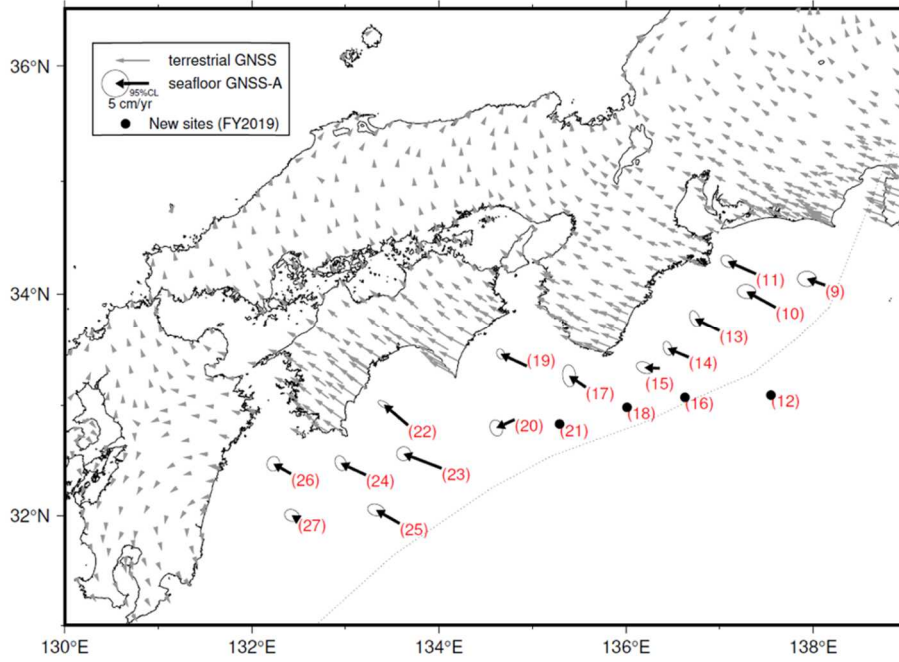 36°N
34°N
32°N
130°E
132°E
134°E
136°E
138°E
terrestrial GNSS
seafloor GNSS-A
95%CL
5 cm/yr
New sites (FY2019)
(9)
(11)
(10)
(13)
(14)
(15)
(19)
(17)
(16)
(12)
(18)
(20)
(21)
(22)
(23)
(24)
(26)
(25)
(27)